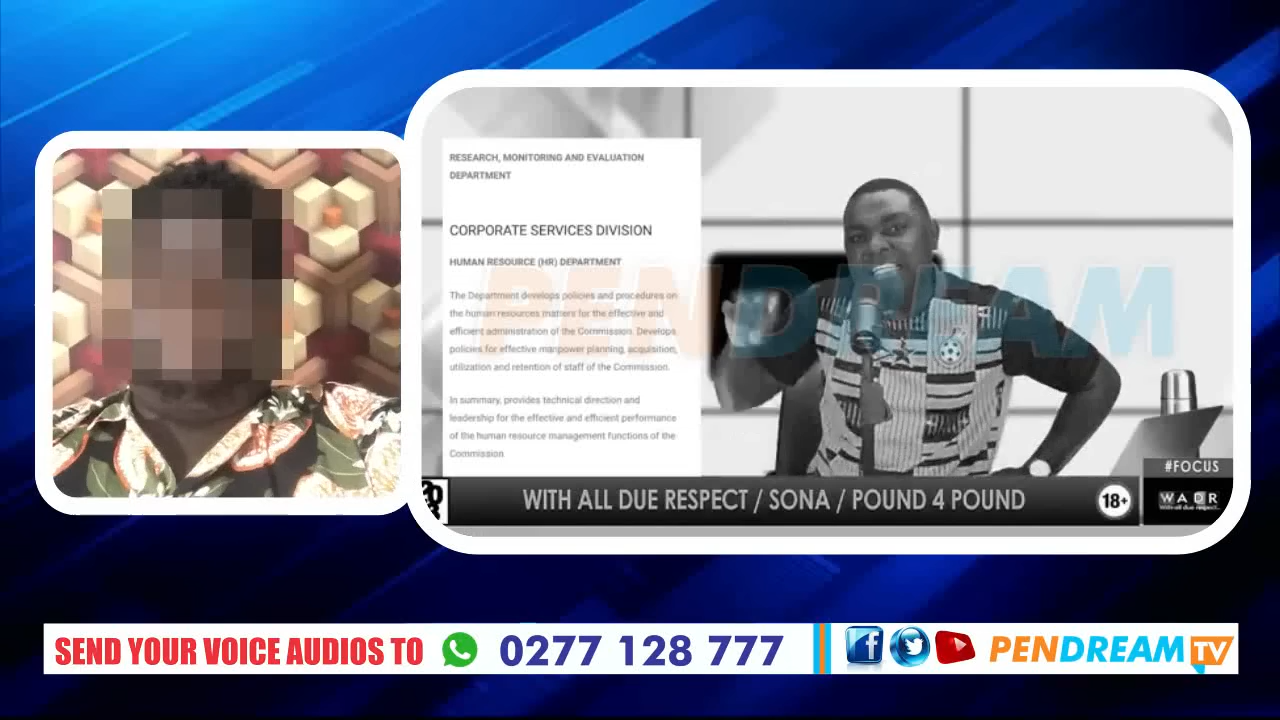 RESEARCH, MONITORING AND EVALUATION
DEPARTMENT
CORPORATE SERVICES DIVISION
HUMAN RESOURCE (HR) DEPARTMENT
The Department develops policies and procedures on
the human resources matters for the effective and
efficient administration of the Commission. Develops
policies for effective manpower planning, acquisition,
utilization and retention of staff of the Commission.
In summary, provides technical direction and
leadership for the effective and efficient performance
of the human resource management functions of the
Commission.
PENDREAM
#FOCUS
WITH ALL DUE RESPECT / SONA / POUND 4 POUND
18+
WADR
With all due respect...
SEND YOUR VOICE AUDIOS TO 0277 128 777
PENDREAM TV